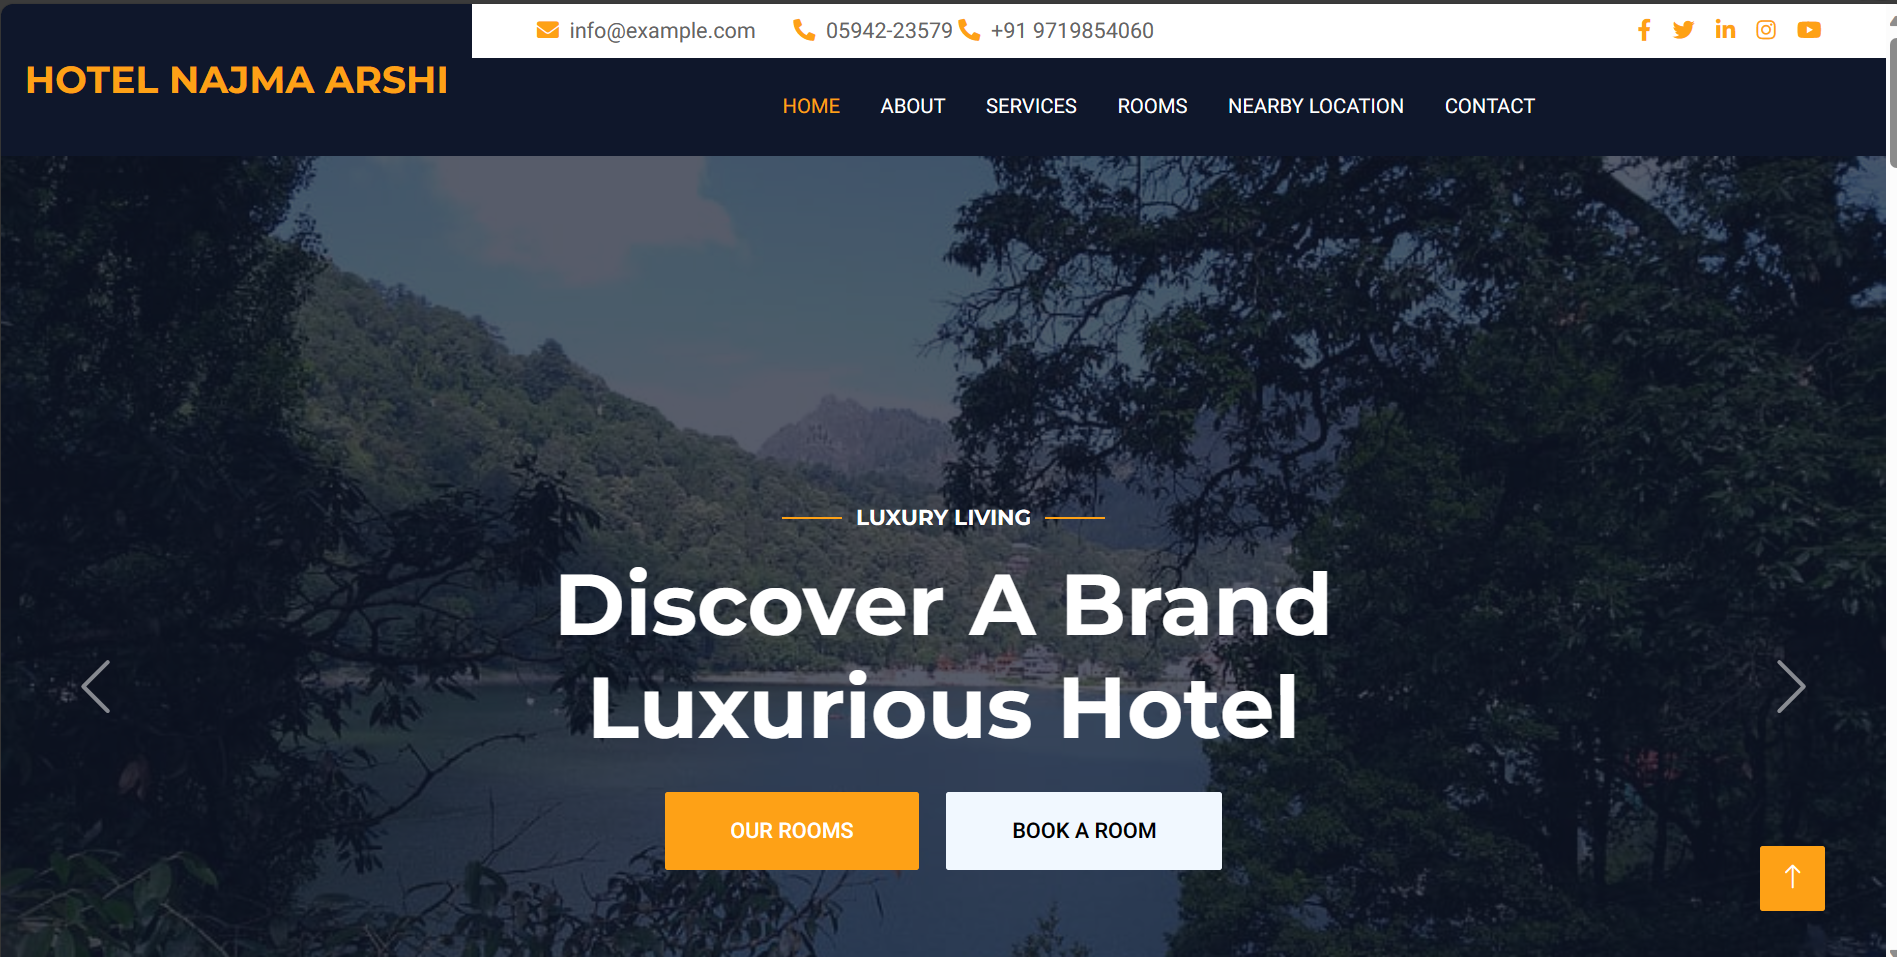 info@example.com 05942-23579 +91 9719854060
HOTEL NAJMA ARSHI
HOME ABOUT SERVICES ROOMS NEARBY LOCATION CONTACT
LUXURY LIVING
Discover A Brand
Luxurious Hotel
OUR ROOMS BOOK A ROOM